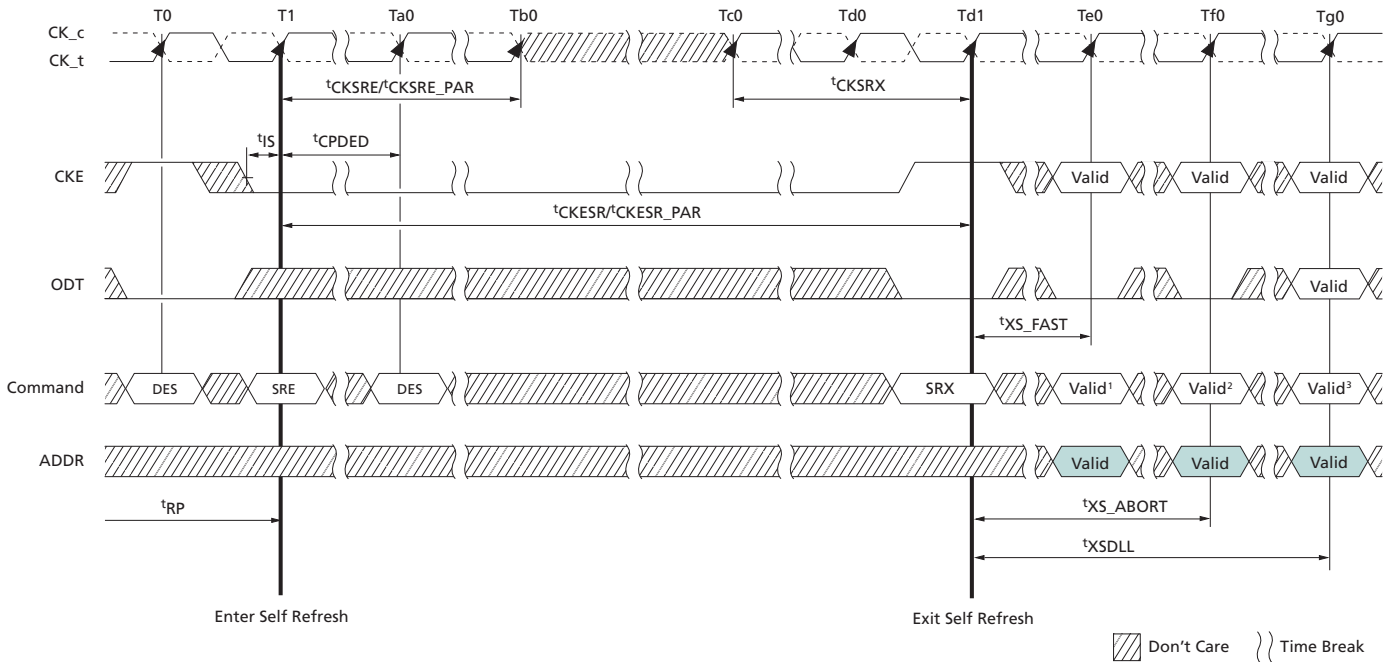 T0 T1 Ta0 Tb0 Tc0 Td0 Td1 Te0 Tf0 Tg0
CK_c
CK_t
tCKSRE/tCKSRE_PAR tCKSRX
tIS tCPDED
CKE Valid Valid Valid
tCKESR/tCKESR_PAR
ODT Valid
tXS_FAST
Command DES SRE DES SRX Valid1 Valid2 Valid3
ADDR Valid Valid Valid
tRP tXS_ABORT
tXSDLL
Enter Self Refresh Exit Self Refresh
Don't Care Time Break